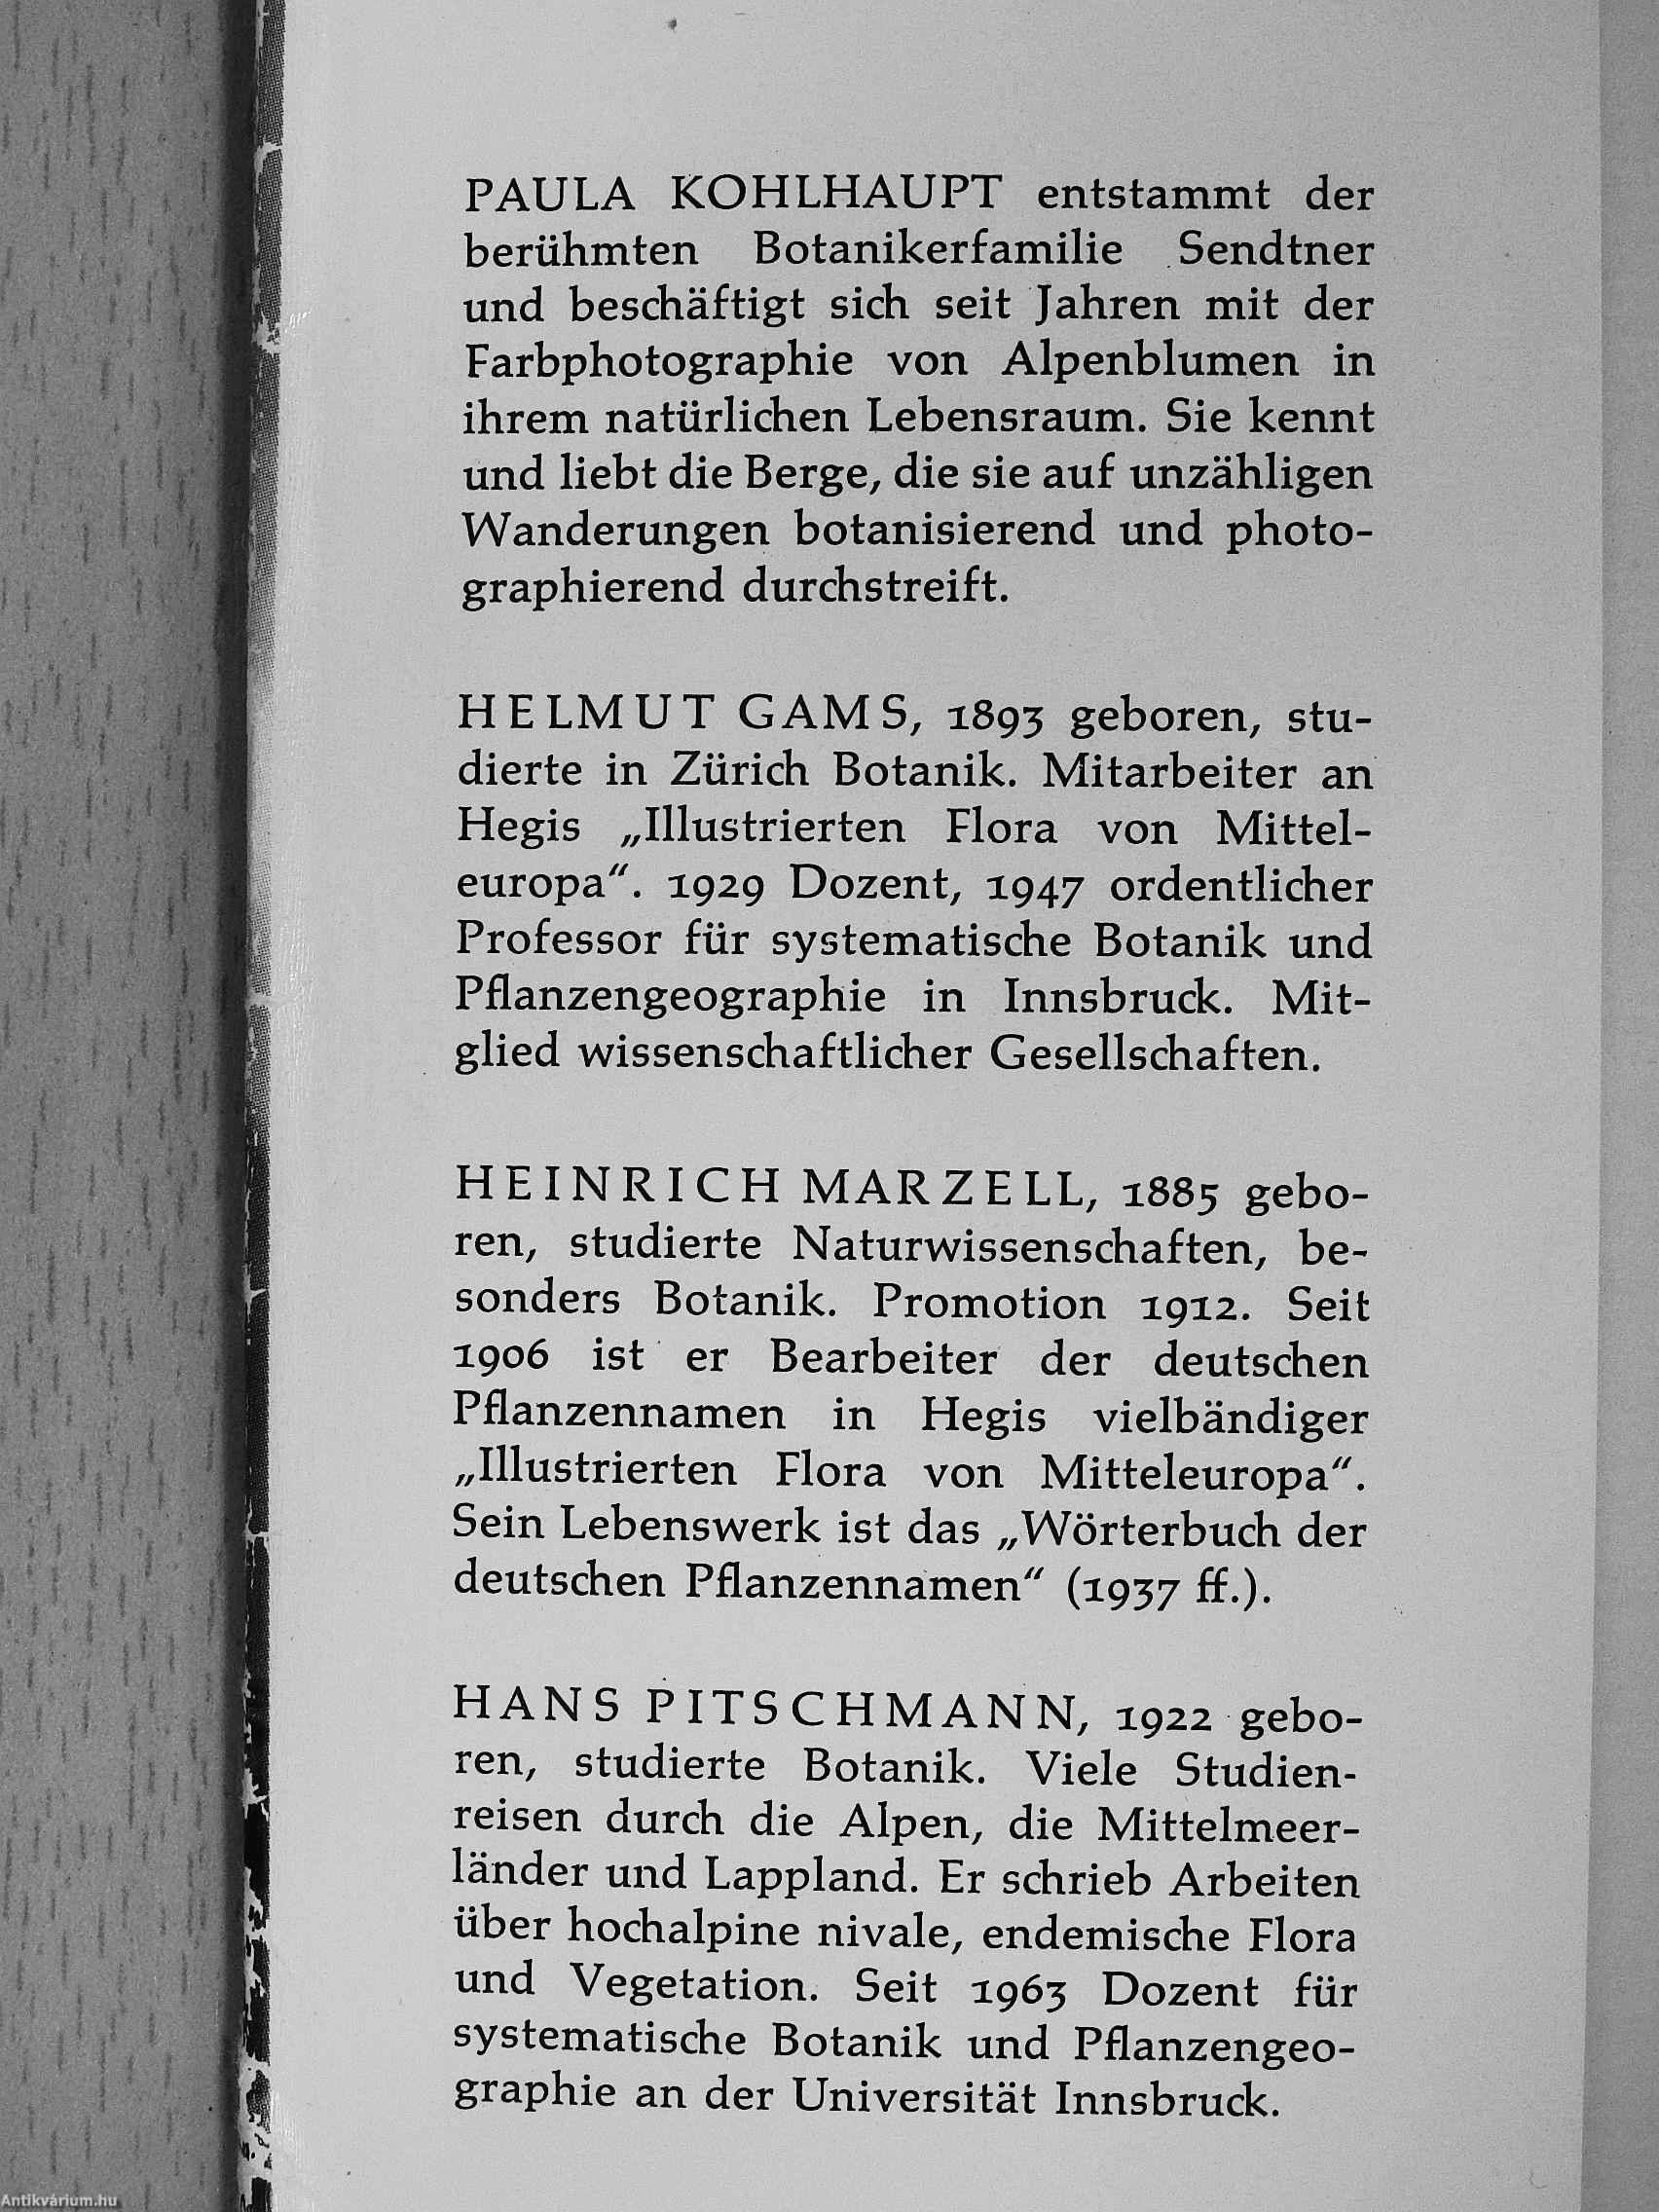 PAULA KOHLHAUPT entstammt der
berühmten Botanikerfamilie Sendtner
und beschäftigt sich seit Jahren mit der
Farbphotographie von Alpenblumen in
ihrem natürlichen Lebensraum. Sie kennt
und liebt die Berge, die sie auf unzähligen
Wanderungen botanisierend und photo-
graphierend durchstreift.
HELMUT GAMS, 1893 geboren, stu-
dierte in Zürich Botanik. Mitarbeiter an
Hegis „Illustrierten Flora von Mittel-
europa“. 1929 Dozent, 1947 ordentlicher
Professor für systematische Botanik und
Pflanzengeographie in Innsbruck. Mit-
glied wissenschaftlicher Gesellschaften.
HEINRICH MARZELL, 1885 gebo-
ren, studierte Naturwissenschaften, be-
sonders Botanik. Promotion 1912. Seit
1906 ist er Bearbeiter der deutschen
Pflanzennamen in Hegis vielbändiger
„Illustrierten Flora von Mitteleuropa“.
Sein Lebenswerk ist das „Wörterbuch der
deutschen Pflanzennamen“ (1937 ff.).
HANS PITSCHMANN, 1922 gebo-
ren, studierte Botanik. Viele Studien-
reisen durch die Alpen, die Mittelmeer-
länder und Lappland. Er schrieb Arbeiten
über hochalpine nivale, endemische Flora
und Vegetation. Seit 1963 Dozent für
systematische Botanik und Pflanzengeo-
graphie an der Universität Innsbruck.
Antikvárium.hu